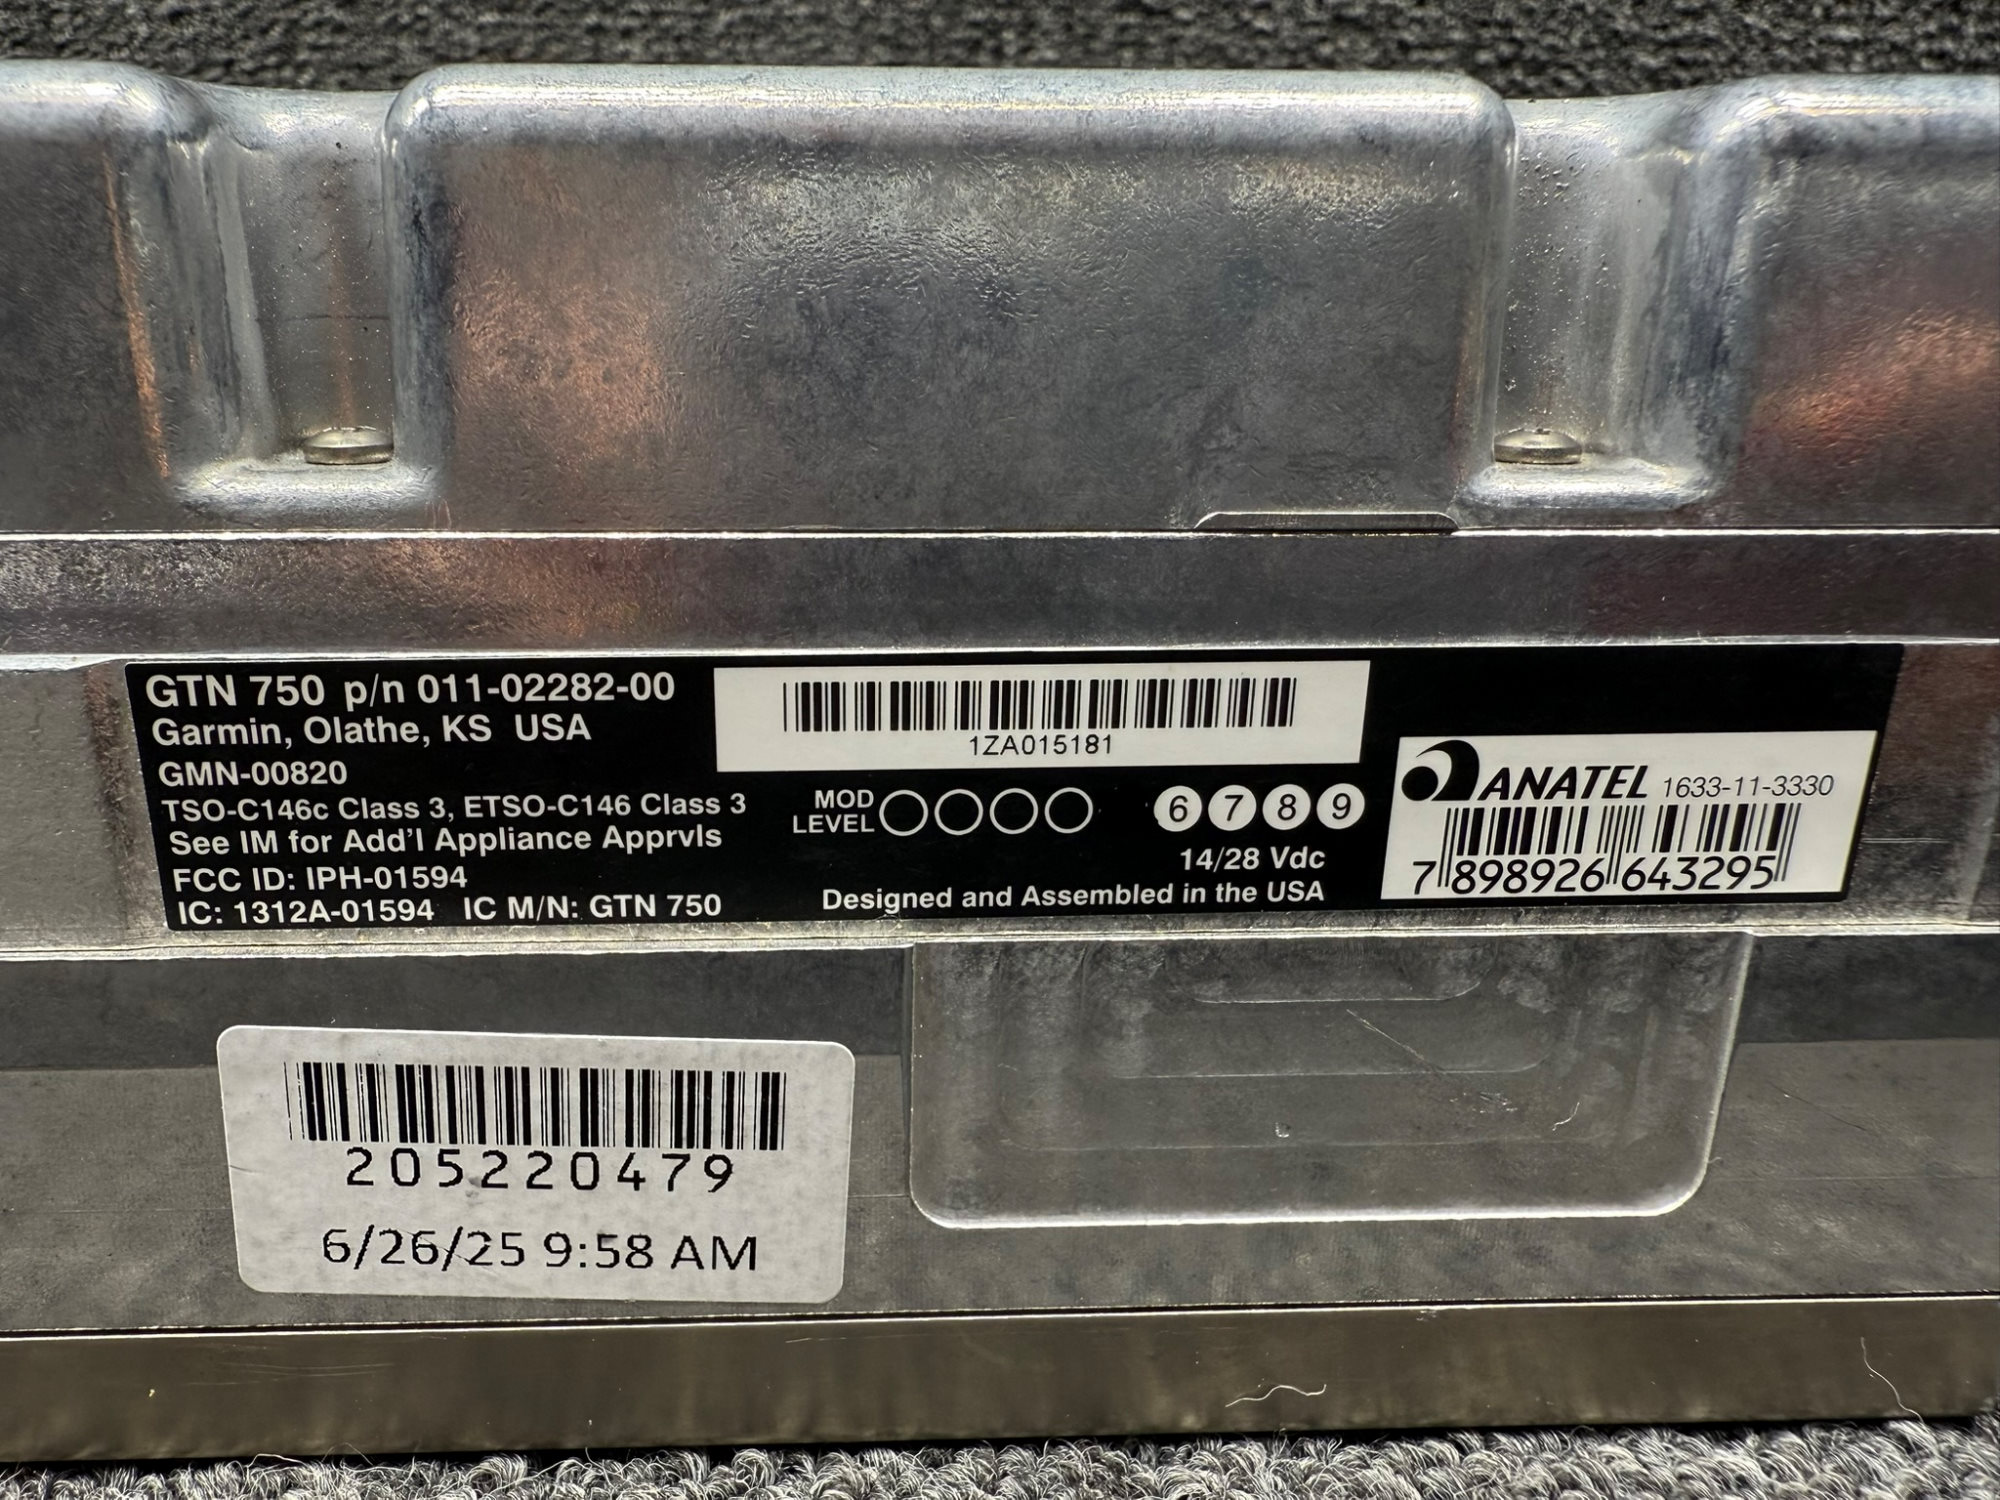 GTN 750 p/n 011-02282-00
Garmin, Olathe, KS USA
GMN-00820
TSO-C146c Class 3, ETSO-C146 Class 3
See IM for Add'l Appliance Apprvls
FCC ID: IPH-01594
IC: 1312A-01594 IC M/N: GTN 750
1ZA015181
MOD
LEVEL
6 7 8 9
14/28 Vdc
Designed and Assembled in the USA
ANATEL 1633-11-3330
7 898926 643295
205220479
6/26/25 9:58 AM